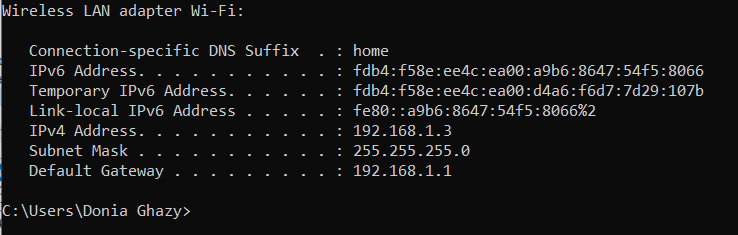 Wireless LAN adapter Wi-Fi:
Connection-specific DNS Suffix  . : home
IPv6 Address. . . . . . . . . . . : fdb4:f58e:ee4c:ea00:a9b6:8647:54f5:8066
Temporary IPv6 Address. . . . . . : fdb4:f58e:ee4c:ea00:d4a6:f6d7:7d29:107b
Link-local IPv6 Address . . . . . : fe80::a9b6:8647:54f5:8066%2
IPv4 Address. . . . . . . . . . . : 192.168.1.3
Subnet Mask . . . . . . . . . . . : 255.255.255.0
Default Gateway . . . . . . . . . : 192.168.1.1
C:\Users\Donia Ghazy>